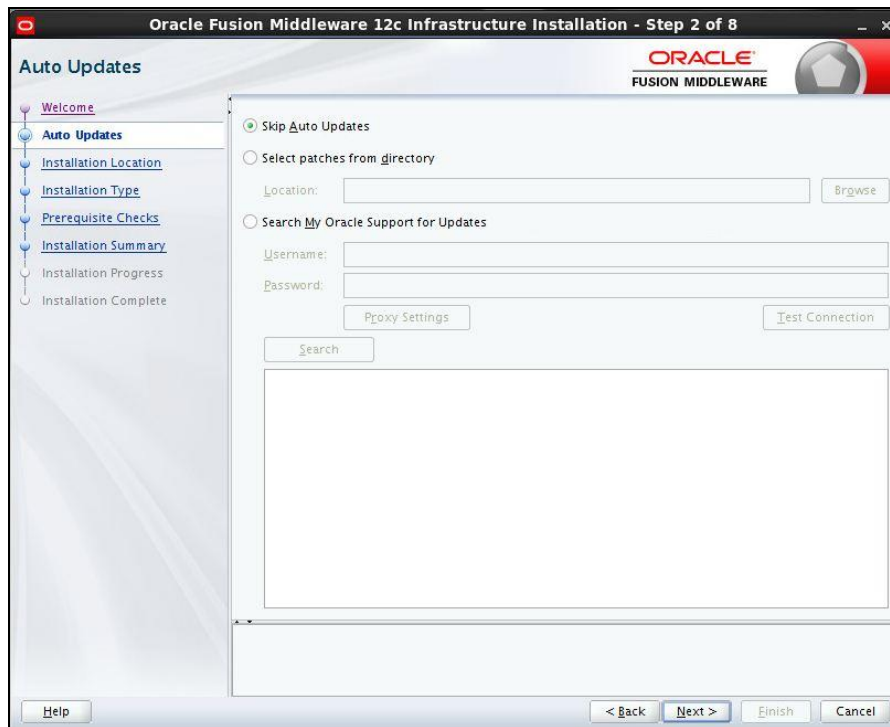 Oracle Fusion Middleware 12c Infrastructure Installation - Step 2 of 8
Auto Updates
ORACLE
FUSION MIDDLEWARE
Welcome
Auto Updates
Installation Location
Installation Type
Prerequisite Checks
Installation Summary
Installation Progress
Installation Complete
Skip Auto Updates
Select patches from directory
Location:
Browse
Search My Oracle Support for Updates
Username:
Password:
Proxy Settings
Test Connection
Search
Help
< Back
Next >
Finish
Cancel